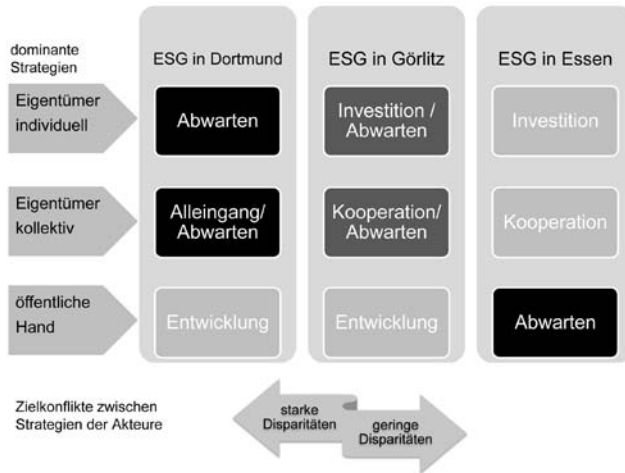 dominante
Strategien
ESG in Dortmund
ESG in Görlitz
ESG in Essen
Eigentümer
individuell
Abwarten
Investition /
Abwarten
Investition
Eigentümer
kollektiv
Alleingang/
Abwarten
Kooperation/
Abwarten
Kooperation
öffentliche
Hand
Entwicklung
Entwicklung
Abwarten
Zielkonflikte zwischen
Strategien der Akteure
starke
Disparitäten
geringe
Disparitäten